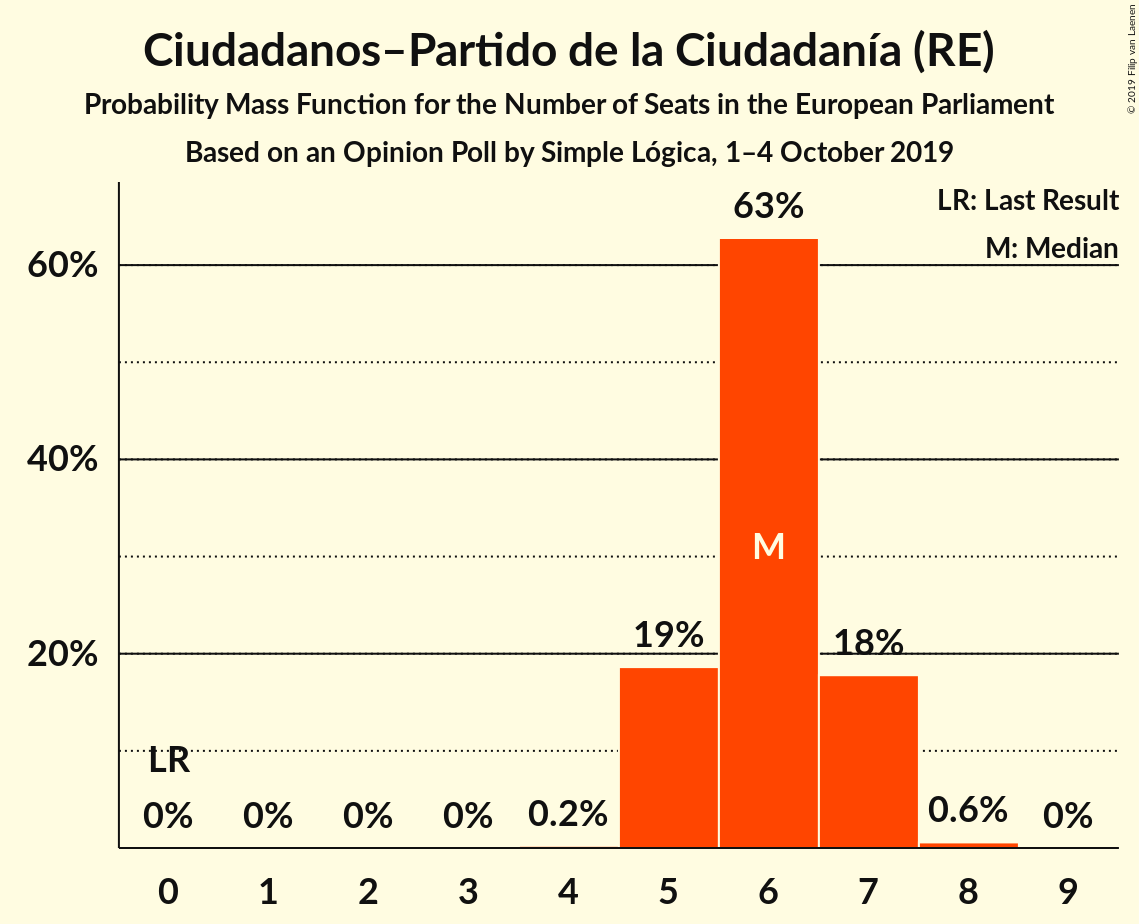 Ciudadanos–Partido de la Ciudadanía (RE)
Probability Mass Function for the Number of Seats in the European Parliament
Based on an Opinion Poll by Simple Lógica, 1–4 October 2019
© 2019 Filip van Laenen
LR: Last Result
M: Median
63%
60%
40%
M
19%
18%
20%
LR
0%
0%
0%
0%
0.2%
0.6%
0%
0 1 2 3 4 5 6 7 8 9